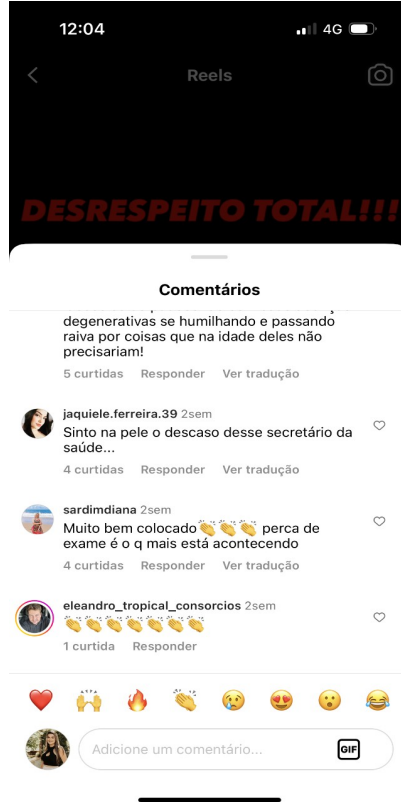 12:04
4G
Reels
DESRESPEITO TOTAL!!!
Comentários
degenerativas se humilhando e passando
raiva por coisas que na idade deles não
precisariam!
5 curtidas Responder Ver tradução
jaquiele.ferreira.39 2sem
Sinto na pele o descaso desse secretário da
saúde...
4 curtidas Responder Ver tradução
sardimdiana 2sem
Muito bem colocado👏👏👏 perca de
exame é o q mais está acontecendo
4 curtidas Responder Ver tradução
eleandro_tropical_consorcios 2sem
👏👏👏👏👏👏👏
1 curtida Responder
❤️🙌🔥👏😢😍😮😂
Adicione um comentário...
GIF